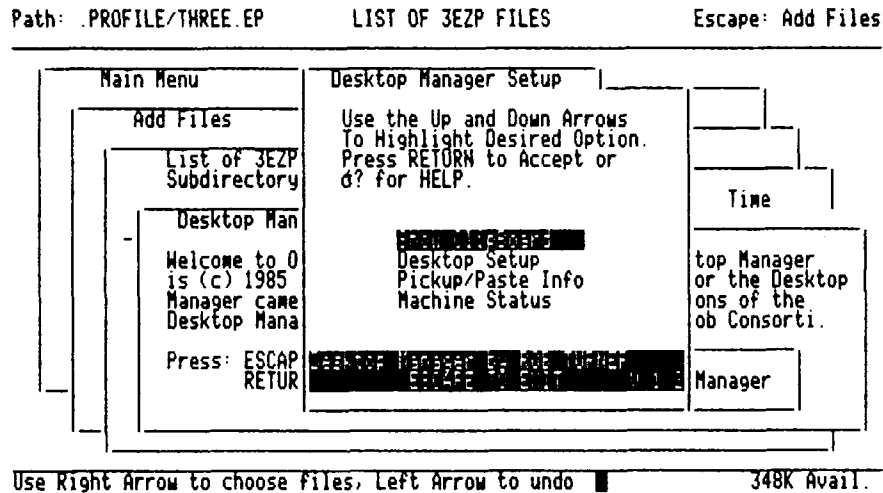 Path: .PROFILE/THREE.EP LIST OF 3EZP FILES Escape: Add Files
Main Menu
Desktop Manager Setup
Add Files
Use the Up and Down Arrows
To Highlight Desired Option.
List of 3EZP
Press RETURN to Accept or
Subdirectory
? for HELP.
Time
Desktop Man
Welcome to O
Desktop Setup
top Manager
is (c) 1985
Pickup/Paste Info
or the Desktop
Manager came
Machine Status
ons of the
Desktop Mana
ob Consorti.
Press: ESCAP
RETUR
Manager
Use Right Arrow to choose files, Left Arrow to undo 348K Avail.